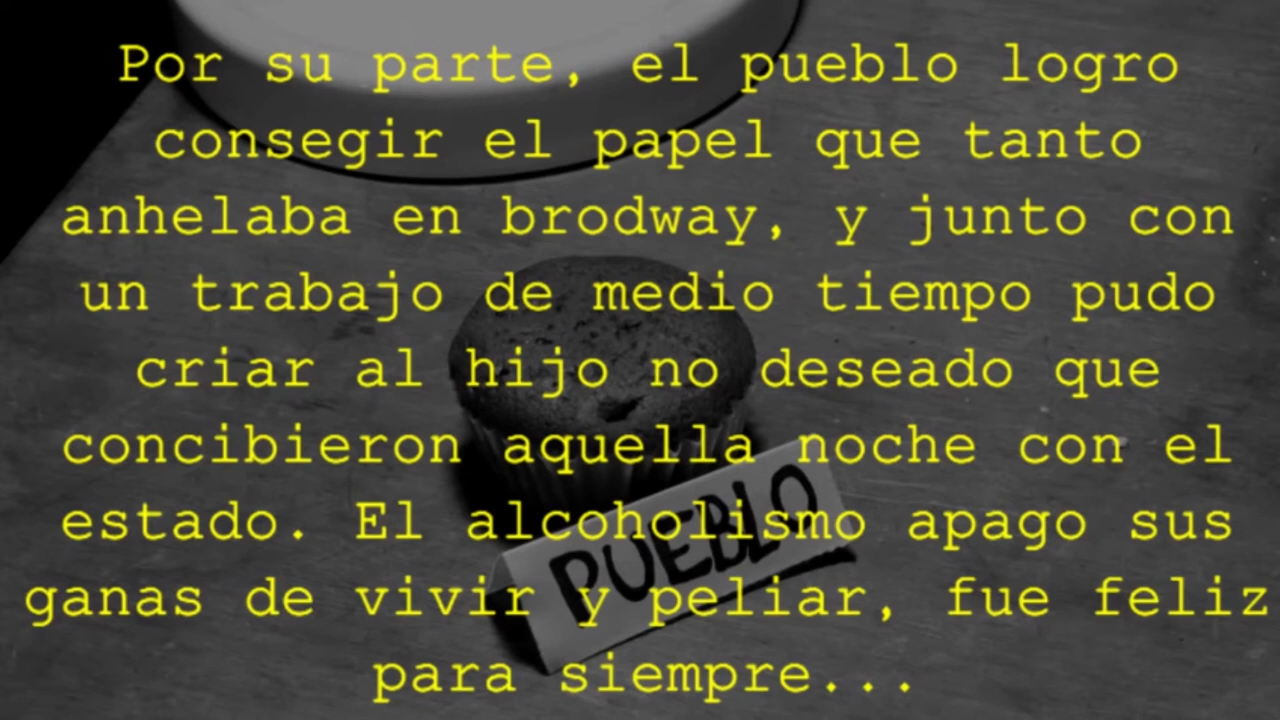 Por su parte, el pueblo logro
consegir el papel que tanto
anhelaba en brodway, y junto con
un trabajo de medio tiempo pudo
criar al hijo no deseado que
concibieron aquella noche con el
estado. El alcoholismo apago sus
ganas de vivir y peliar, fue feliz
para siempre...
PUEBLO